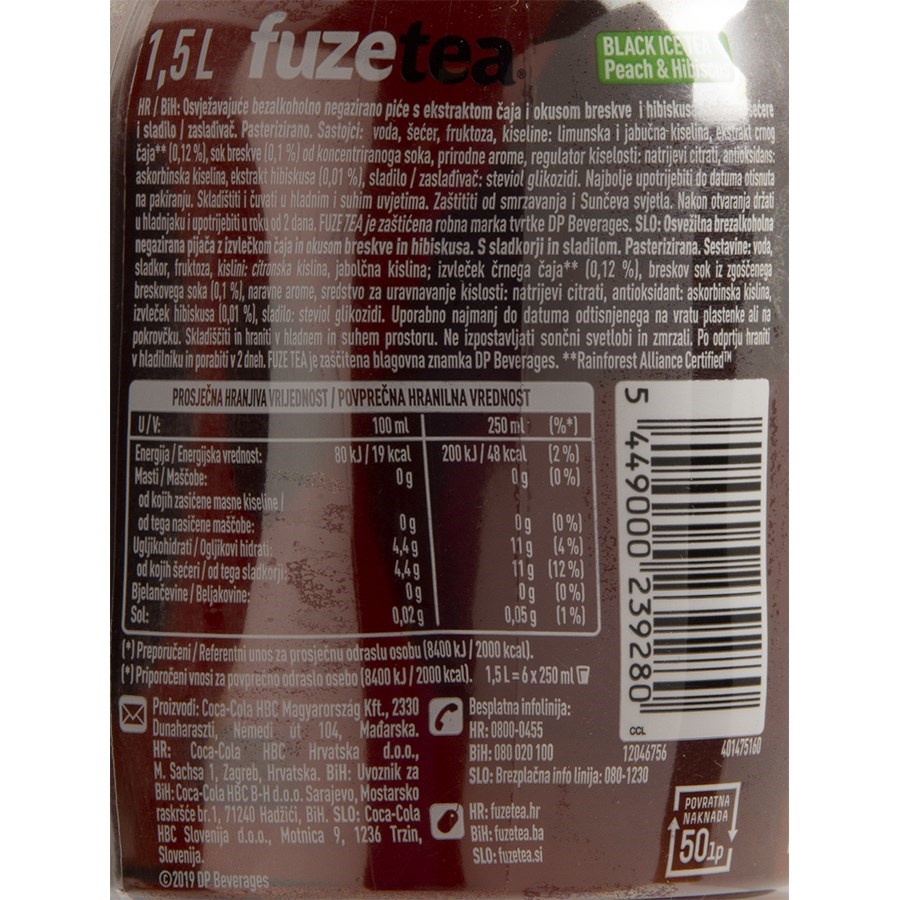 1,5L fuzetea®
BLACK ICE TEA
Peach & Hibiscus
HR / BiH: Osvježavajuće bezalkoholno negazirano piće s ekstraktom čaja i okusom breskve i hibiskusa
i sladilo / zaslađivač. Pasterizirano. Sastojci: voda, šećer, fruktoza, kiseline: limunska i jabučna kiselina, ekstrakt crnog
čaja** (0,12 %), sok breskve (0,1 %) od koncentriranoga soka, prirodne arome, regulator kiselosti: natrijevi citrati, antioksidans:
askorbinska kiselina, ekstrakt hibiskusa (0,01 %), sladilo / zaslađivač: steviol glikozidi. Najbolje upotrijebiti do datuma otisnuta
na pakiranju. Skladištiti i čuvati u hladnim i suhim uvjetima. Zaštititi od smrzavanja i Sunčeva svjetla. Nakon otvaranja držati
u hladnjaku i upotrijebiti u roku od 2 dana. FUZE TEA je zaštićena robna marka tvrtke DP Beverages. SLO: Osvežilna brezalkoholna
negazirana pijača z izvlečkom čaja in okusom breskve in hibiskusa. S sladkorji in sladilom. Pasterizirana. Sestavine: voda,
sladkor, fruktoza, kislini: citronska kislina, jabolčna kislina; izvleček črnega čaja** (0,12 %), breskov sok iz zgoščenega
breskovega soka (0,1 %), naravne arome, sredstvo za uravnavanje kislosti: natrijevi citrati, antioksidant: askorbinska kislina,
izvleček hibiskusa (0,01 %), sladilo: steviol glikozidi. Uporabno najmanj do datuma odtisnjenega na vratu plastenke ali na
pokrovčku. Skladiščiti in hraniti v hladnem in suhem prostoru. Ne izpostavljati sončni svetlobi in zmrzali. Po odprtju hraniti
v hladilniku in porabiti v 2 dneh. FUZE TEA je zaščitena blagovna znamka DP Beverages. **Rainforest Alliance Certified™
PROSJEČNA HRANJIVA VRIJEDNOST / POVPREČNA HRANILNA VREDNOST
U/V: 100 ml 250 ml (%*)
Energija / Energijska vrednost: 80 kJ / 19 kcal 200 kJ / 48 kcal (2 %)
Masti / Maščobe: 0 g 0 g (0 %)
od kojih zasićene masne kiseline /
od tega nasičene maščobe: 0 g 0 g (0 %)
Ugljikohidrati / Ogljikovi hidrati: 4,4 g 11 g (4 %)
od kojih šećeri / od tega sladkorji: 4,4 g 11 g (12 %)
Bjelančevine / Beljakovine: 0 g 0 g (0 %)
Sol: 0,02 g 0,05 g (1 %)
(*) Preporučeni / Referentni unos za prosječnu odraslu osobu (8400 kJ / 2000 kcal).
(*) Priporočeni vnosi za povprečno odraslo osebo (8400 kJ / 2000 kcal). 1,5 L = 6 x 250 ml
5 449000 239280
CCL
12046756 401475160
Proizvodi: Coca-Cola HBC Magyarország Kft., 2330
Dunaharaszti, Némedi út 104, Mađarska.
HR: Coca-Cola HBC Hrvatska d.o.o.,
M. Sachsa 1, Zagreb, Hrvatska. BiH: Uvoznik za
BiH: Coca-Cola HBC B-H d.o.o. Sarajevo, Mostarsko
raskršće br.1, 71240 Hadžići, BiH. SLO: Coca-Cola
HBC Slovenija d.o.o., Motnica 9, 1236 Trzin,
Slovenija.
©2019 DP Beverages
Besplatna infolinija:
HR: 0800-0455
BiH: 080 020 100
SLO: Brezplačna info linija: 080-1230
HR: fuzetea.hr
BiH: fuzetea.ba
SLO: fuzetea.si
POVRATNA
NAKNADA
50lp